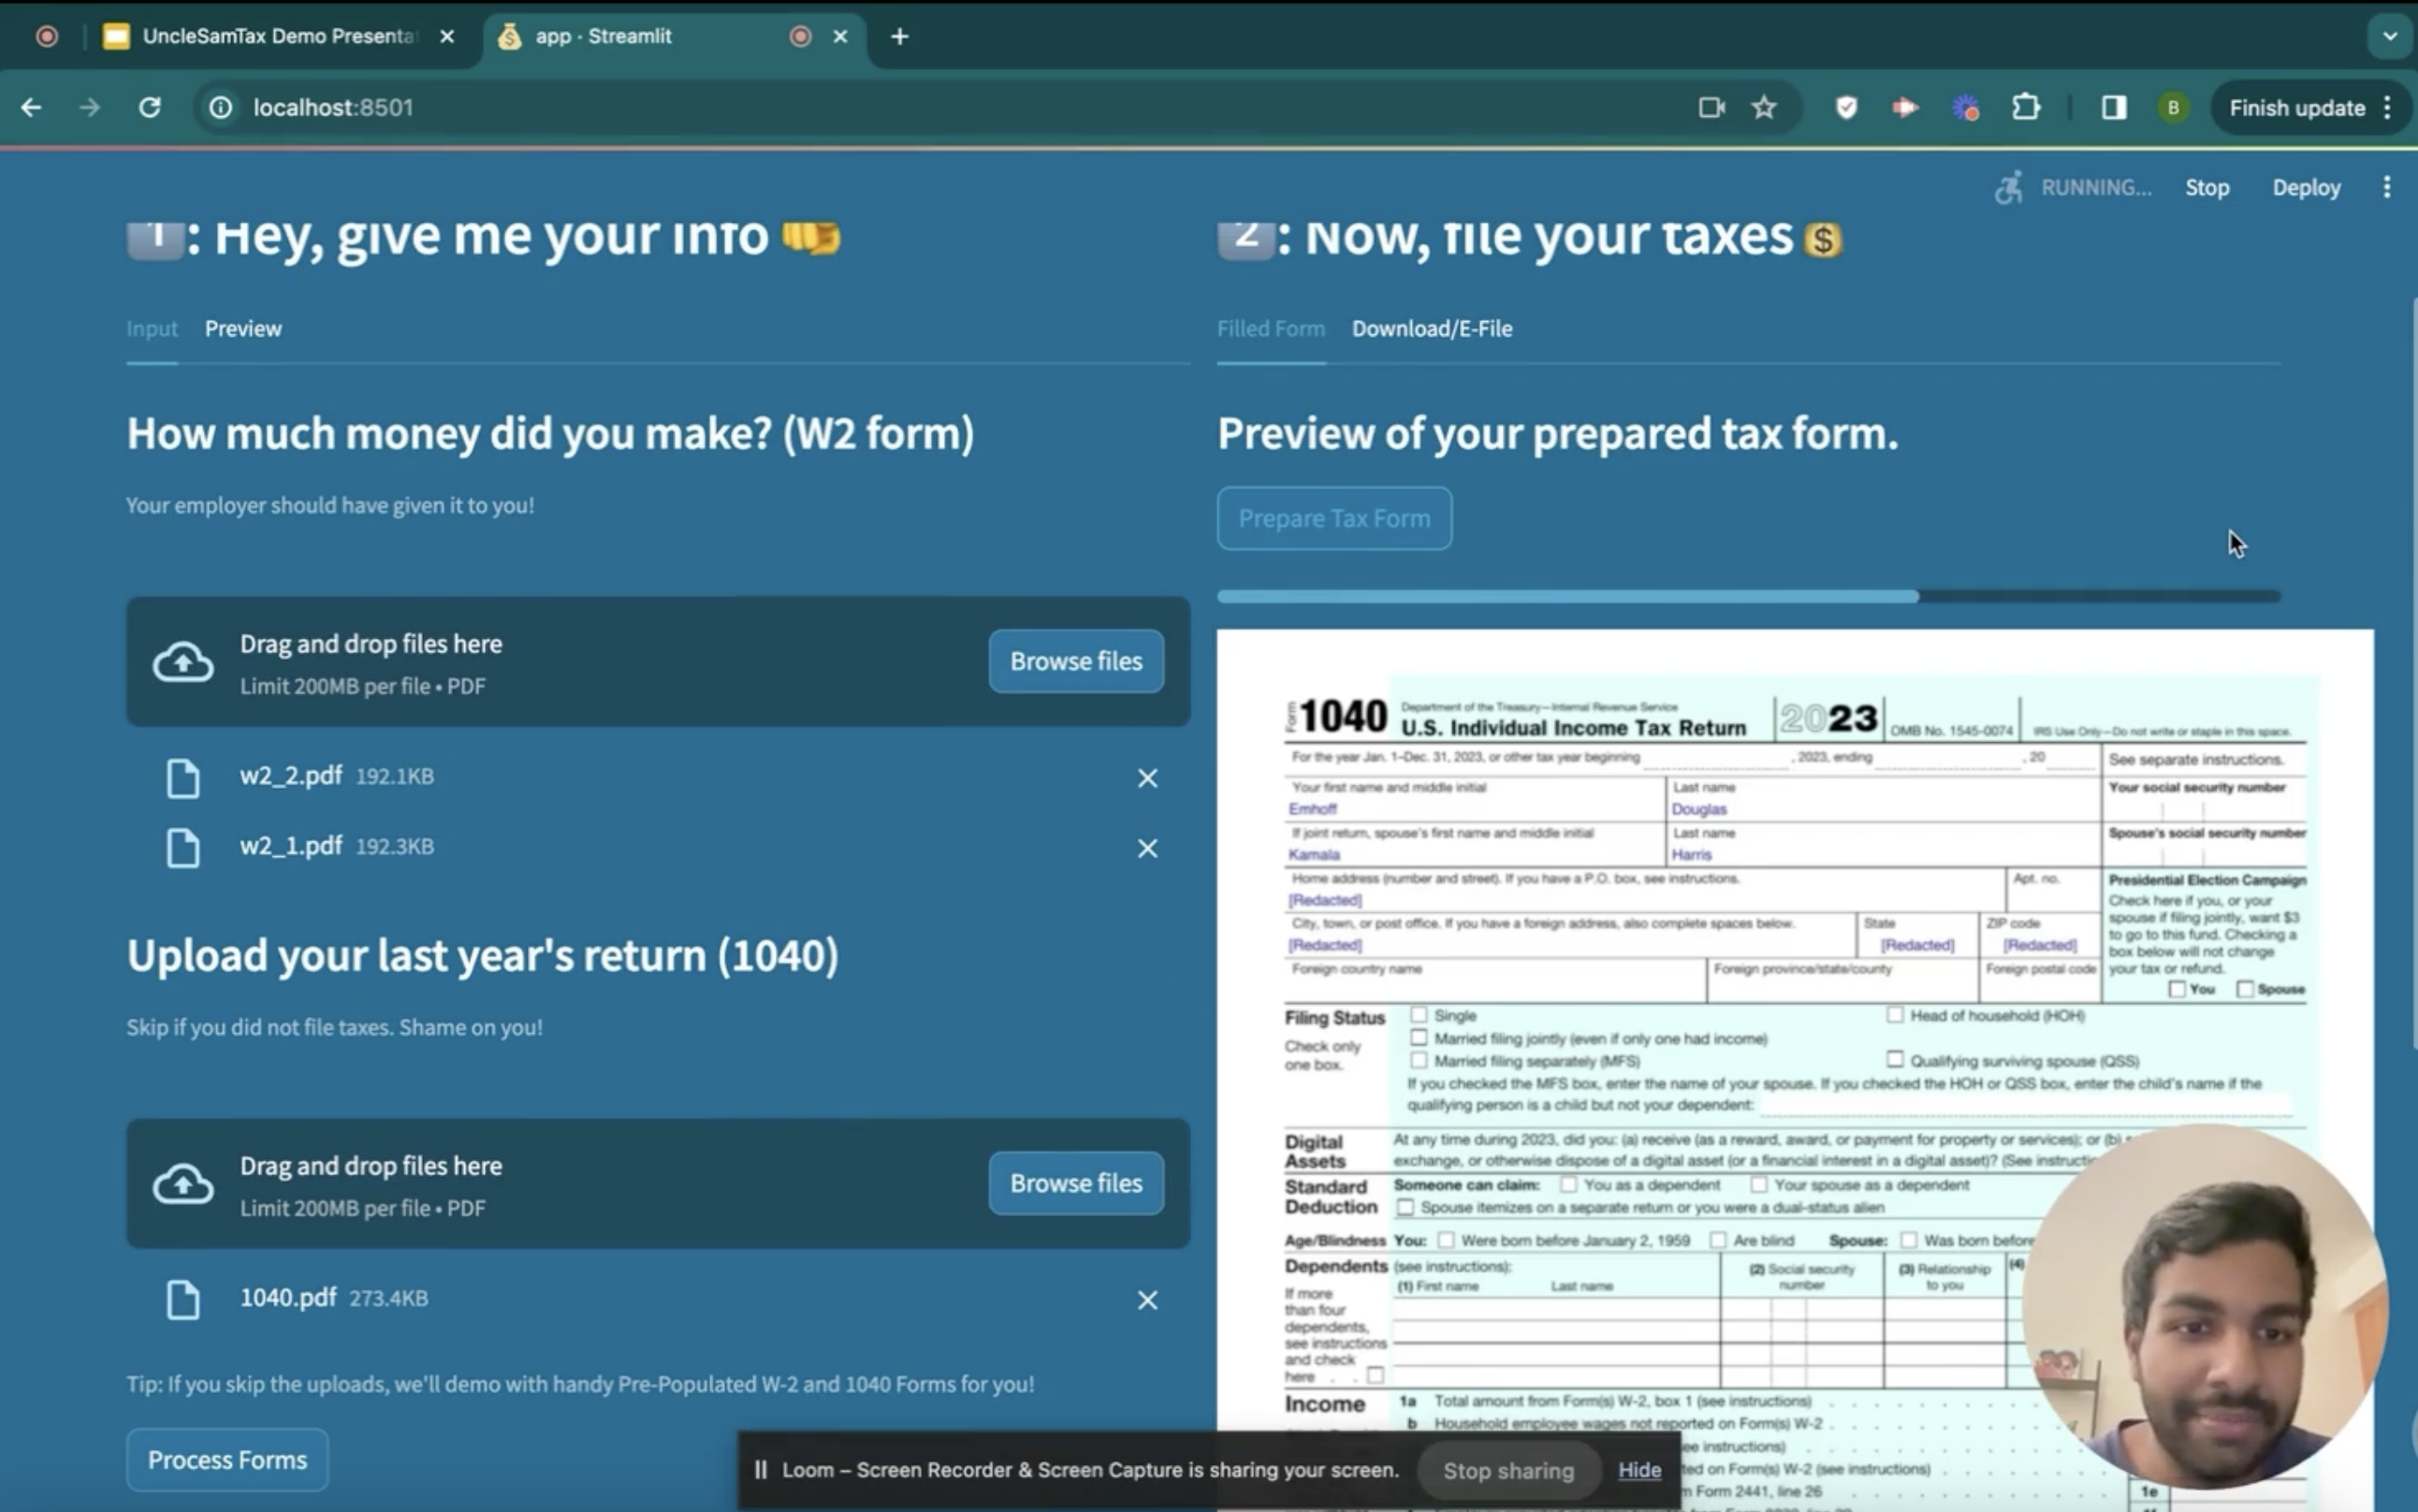 UncleSamTax Demo Presenta
app · Streamlit
localhost:8501
B
Finish update
RUNNING...
Stop
Deploy
1: Hey, give me your info
Input
Preview
How much money did you make? (W2 form)
Your employer should have given it to you!
Drag and drop files here
Limit 200MB per file • PDF
Browse files
w2_2.pdf 192.1KB
w2_1.pdf 192.3KB
Upload your last year's return (1040)
Skip if you did not file taxes. Shame on you!
Drag and drop files here
Limit 200MB per file • PDF
Browse files
1040.pdf 273.4KB
Tip: If you skip the uploads, we'll demo with handy Pre-Populated W-2 and 1040 Forms for you!
Process Forms
2: Now, file your taxes
Filled Form
Download/E-File
Preview of your prepared tax form.
Prepare Tax Form
Form 1040
Department of the Treasury—Internal Revenue Service
U.S. Individual Income Tax Return
2023
OMB No. 1545-0074
IRS Use Only—Do not write or staple in this space.
For the year Jan. 1–Dec. 31, 2023, or other tax year beginning , 2023, ending , 20
See separate instructions.
Your first name and middle initial
Emhoff
Last name
Douglas
Your social security number
If joint return, spouse's first name and middle initial
Kamala
Last name
Harris
Spouse's social security number
Home address (number and street). If you have a P.O. box, see instructions.
[Redacted]
Apt. no.
City, town, or post office. If you have a foreign address, also complete spaces below.
[Redacted]
State
[Redacted]
ZIP code
[Redacted]
Foreign country name
Foreign province/state/county
Foreign postal code
Presidential Election Campaign
Check here if you, or your
spouse if filing jointly, want $3
to go to this fund. Checking a
box below will not change
your tax or refund.
You Spouse
Filing Status
Check only
one box.
Single
Head of household (HOH)
Married filing jointly (even if only one had income)
Married filing separately (MFS)
Qualifying surviving spouse (QSS)
If you checked the MFS box, enter the name of your spouse. If you checked the HOH or QSS box, enter the child's name if the
qualifying person is a child but not your dependent:
Digital
Assets
At any time during 2023, did you: (a) receive (as a reward, award, or payment for property or services); or (b)
exchange, or otherwise dispose of a digital asset (or a financial interest in a digital asset)? (See
Standard
Deduction
Someone can claim: You as a dependent Your spouse as a dependent
Spouse itemizes on a separate return or you were a dual-status alien
Age/Blindness You: Were born before January 2, 1959 Are blind Spouse: Was born before
Dependents (see instructions):
(1) First name Last name
(2) Social security
number
(3) Relationship
to you
(4)
If more
than four
dependents,
see instructions
and check
here . .
Income
1a Total amount from Form(s) W-2, box 1 (see instructions)
b Household employee wages not reported on Form(s) W-2
ee instructions)
ted on Form(s) W-2 (see instructions)
m Form 2441, line 26
1e
Loom – Screen Recorder & Screen Capture is sharing your screen.
Stop sharing
Hide